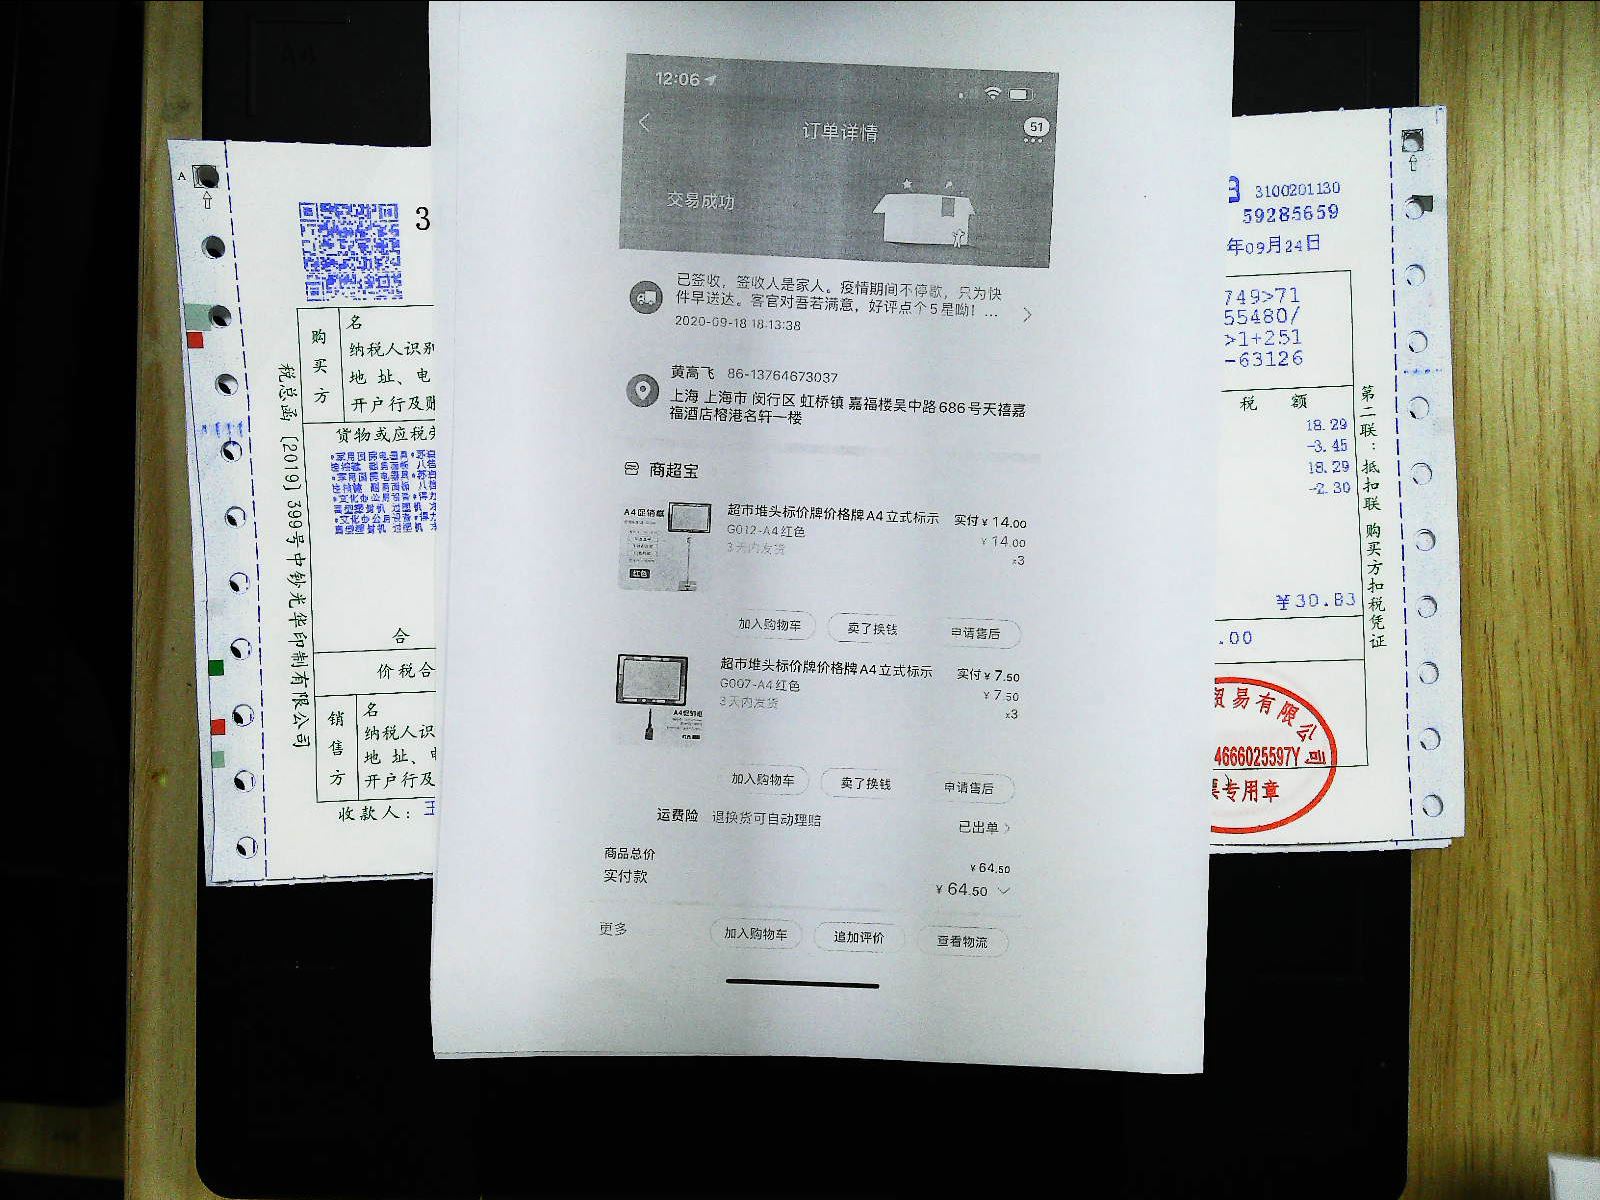 12:06
订单详情
51
交易成功
已签收，签收人是家人。疫情期间不停歇，只为快
件早送达。客官对吾若满意，好评点个5星呦！...
2020-09-18 18:13:38
黄高飞 86-13764673037
上海 上海市 闵行区 虹桥镇 嘉福楼吴中路686号天禧嘉
福酒店榕港名轩一楼
商超宝
A4促销框
红色
超市堆头标价牌价格牌A4立式标示 实付¥14.00
G012-A4红色 ¥14.00
3天内发货 x3
加入购物车 卖了换钱 申请售后
超市堆头标价牌价格牌A4立式标示 实付¥7.50
G007-A4红色 ¥7.50
3天内发货 x3
A4促销框
加入购物车 卖了换钱 申请售后
运费险 退换货可自动理赔 已出单
商品总价 ¥64.50
实付款 ¥64.50
更多 加入购物车 追加评价 查看物流
A
3
税总函〔2019〕399号中钞光华印制有限公司
购买方
名
纳税人识别
地 址、电
开户行及账
货物或应税劳
合
价税合
销售方
名
纳税人识
地 址、电
开户行及
收款人：王
3100201130
59285659
年09月24日
749>71
55480/
>1+251
-63126
税 额
18.29
-3.45
18.29
-2.30
¥30.83
.00
第二联：抵扣联 购买方扣税凭证
贸易有限公司
4666025597Y
票专用章